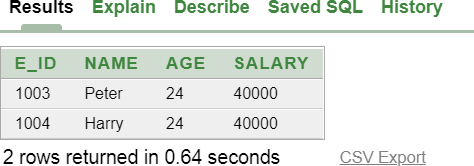 Results Explain Describe Saved SQL History
E_ID NAME AGE SALARY
1003 Peter 24 40000
1004 Harry 24 40000
2 rows returned in 0.64 seconds CSV Export